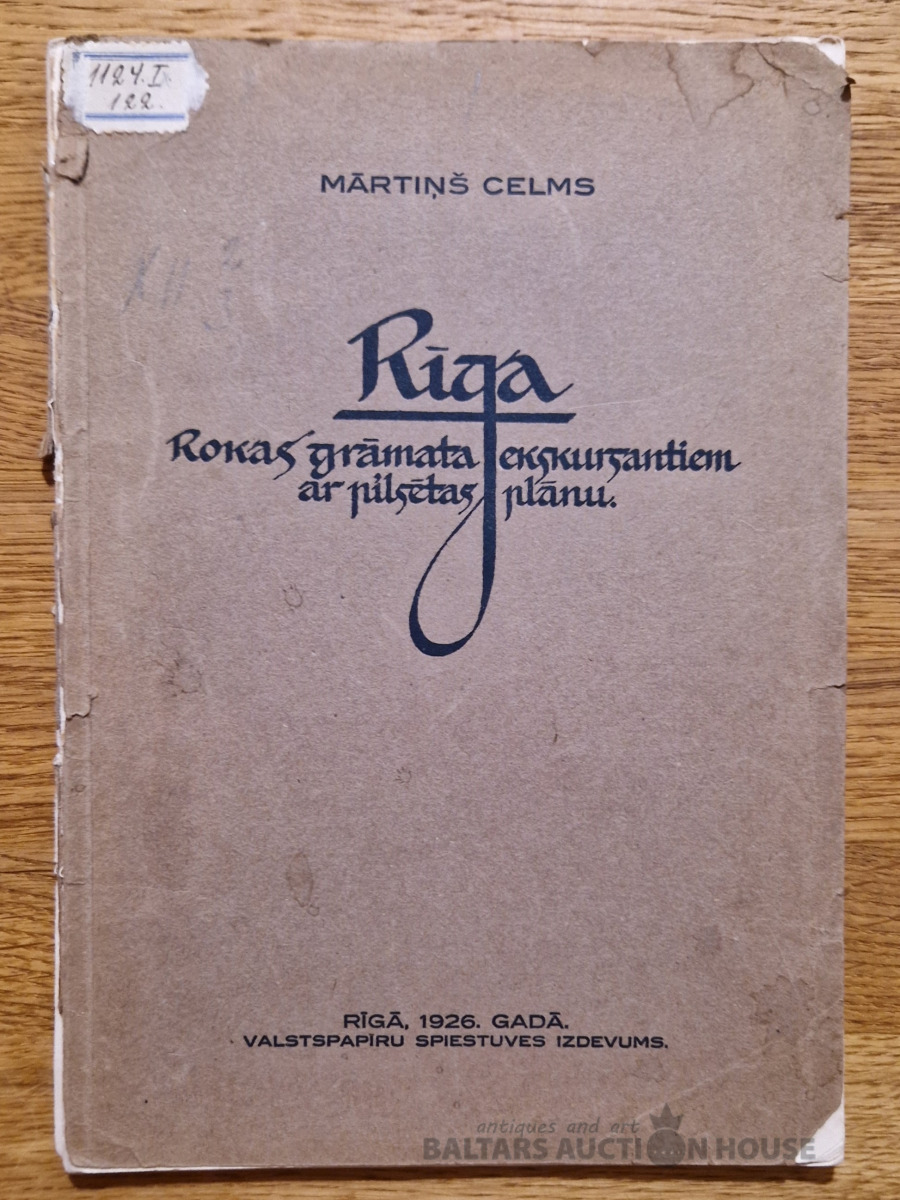 1124.I
122.
MĀRTIŅŠ CELMS
Rīga
Rokas grāmata ekskursantiem
ar pilsētas plānu.
RĪGĀ, 1926. GADĀ.
VALSTSPAPĪRU SPIESTUVES IZDEVUMS.
antiques and art
BALTARS AUCTION HOUSE